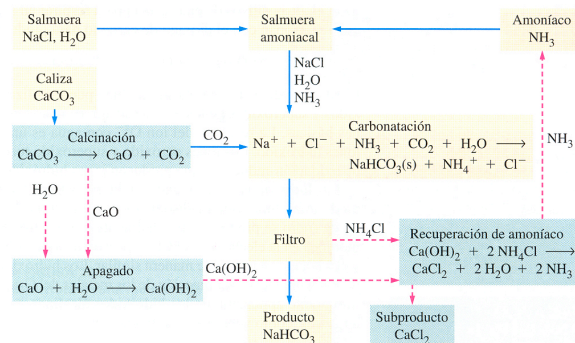 Salmuera
NaCl, H₂O
Salmuera
amoniacal
Amoníaco
NH₃
NaCl
H₂O
NH₃
Caliza
CaCO₃
Calcinación
CaCO₃ ⟶ CaO + CO₂
CO₂
Carbonatación
Na⁺ + Cl⁻ + NH₃ + CO₂ + H₂O ⟶
NaHCO₃(s) + NH₄⁺ + Cl⁻
NH₃
H₂O
CaO
Filtro
NH₄Cl
Recuperación de amoníaco
Ca(OH)₂ + 2 NH₄Cl ⟶
CaCl₂ + 2 H₂O + 2 NH₃
Apagado
CaO + H₂O ⟶ Ca(OH)₂
Ca(OH)₂
Producto
NaHCO₃
Subproducto
CaCl₂